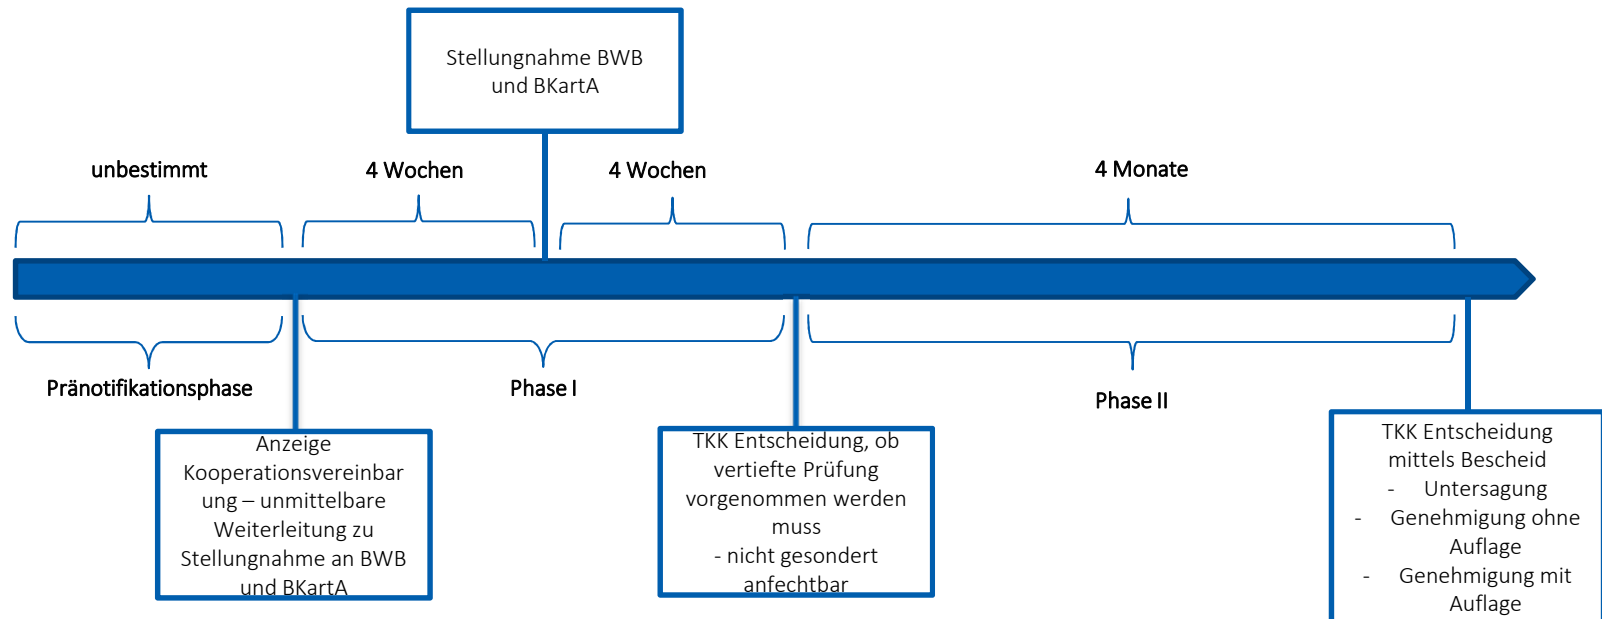 Stellungnahme BWB
und BKartA
unbestimmt
4 Wochen
4 Wochen
4 Monate
Pränotifikationsphase
Phase I
Phase II
Anzeige
Kooperationsvereinbar
ung – unmittelbare
Weiterleitung zu
Stellungnahme an BWB
und BKartA
TKK Entscheidung, ob
vertiefte Prüfung
vorgenommen werden
muss
- nicht gesondert
anfechtbar
TKK Entscheidung
mittels Bescheid
- Untersagung
- Genehmigung ohne
Auflage
- Genehmigung mit
Auflage